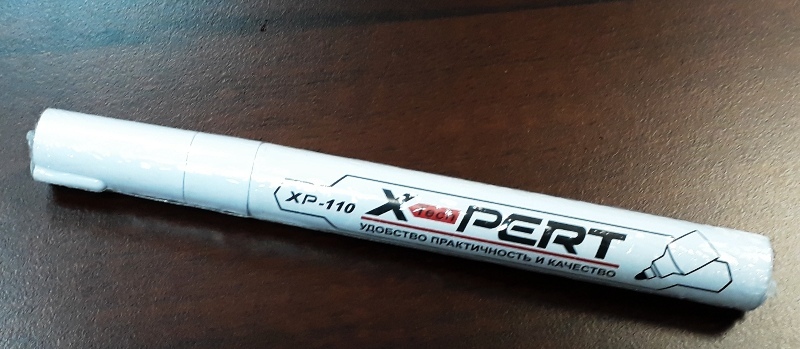 XP-110
X-PERT
УДОБСТВО ПРАКТИЧНОСТЬ И КАЧЕСТВО